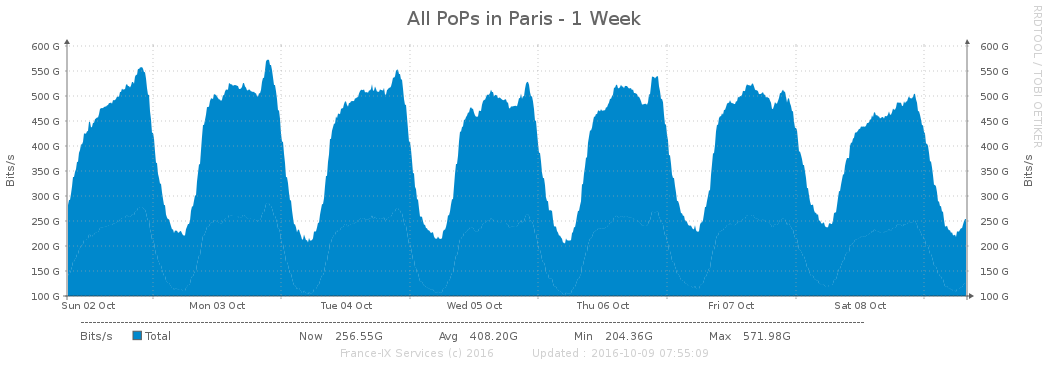 All PoPs in Paris - 1 Week
RRDTOOL / TOBI OETIKER
Bits/s
600 G
550 G
500 G
450 G
400 G
350 G
300 G
250 G
200 G
150 G
100 G
600 G
550 G
500 G
450 G
400 G
350 G
300 G
250 G
200 G
150 G
100 G
Bits/s
Sun 02 Oct Mon 03 Oct Tue 04 Oct Wed 05 Oct Thu 06 Oct Fri 07 Oct Sat 08 Oct
Bits/s Total Now 256.55G Avg 408.20G Min 204.36G Max 571.98G
France-IX Services (c) 2016 Updated : 2016-10-09 07:55:09